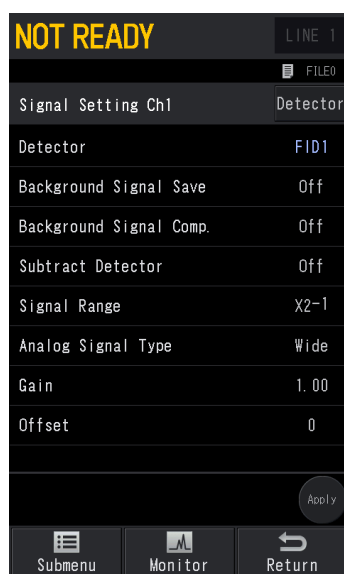 NOT READY LINE 1
FILE0
Signal Setting Ch1 Detector
Detector FID1
Background Signal Save Off
Background Signal Comp. Off
Subtract Detector Off
Signal Range X2-1
Analog Signal Type Wide
Gain 1.00
Offset 0
Apply
Submenu Monitor Return